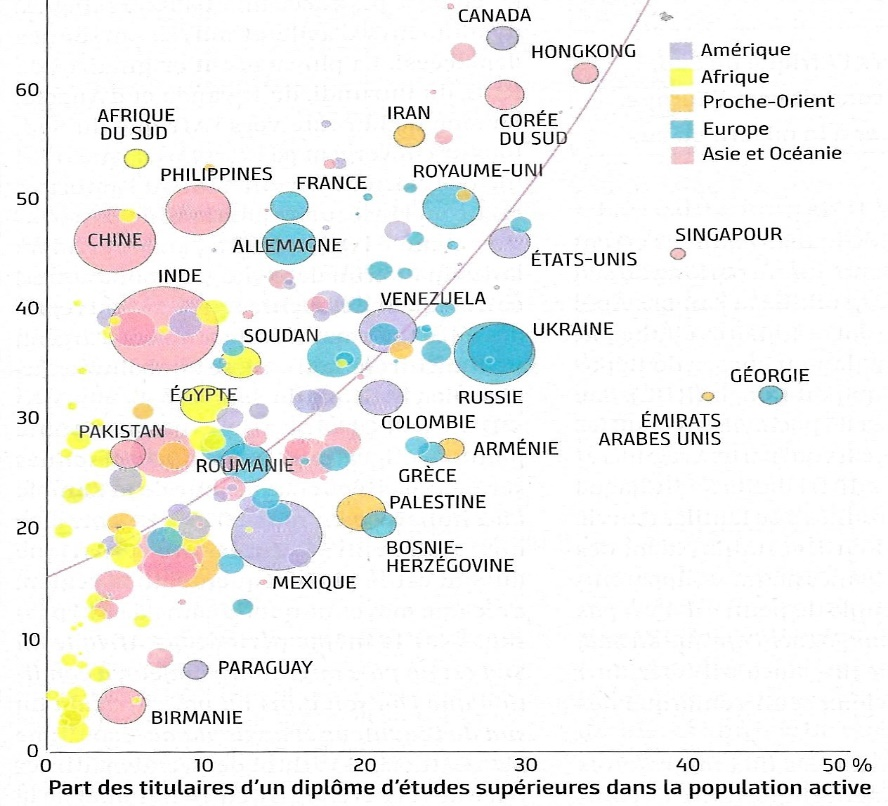 CANADA
HONGKONG
Amérique
Afrique
Proche-Orient
Europe
Asie et Océanie
60
AFRIQUE
DU SUD
IRAN
CORÉE
DU SUD
PHILIPPINES
FRANCE
ROYAUME-UNI
50
CHINE
ALLEMAGNE
ÉTATS-UNIS
SINGAPOUR
INDE
VENEZUELA
40
SOUDAN
UKRAINE
RUSSIE
GÉORGIE
ÉGYPTE
30
PAKISTAN
COLOMBIE
ÉMIRATS
ARABES UNIS
ARMÉNIE
ROUMANIE
GRÈCE
PALESTINE
20
BOSNIE-
HERZÉGOVINE
MEXIQUE
10
PARAGUAY
BIRMANIE
0
0 10 20 30 40 50 %
Part des titulaires d'un diplôme d'études supérieures dans la population active